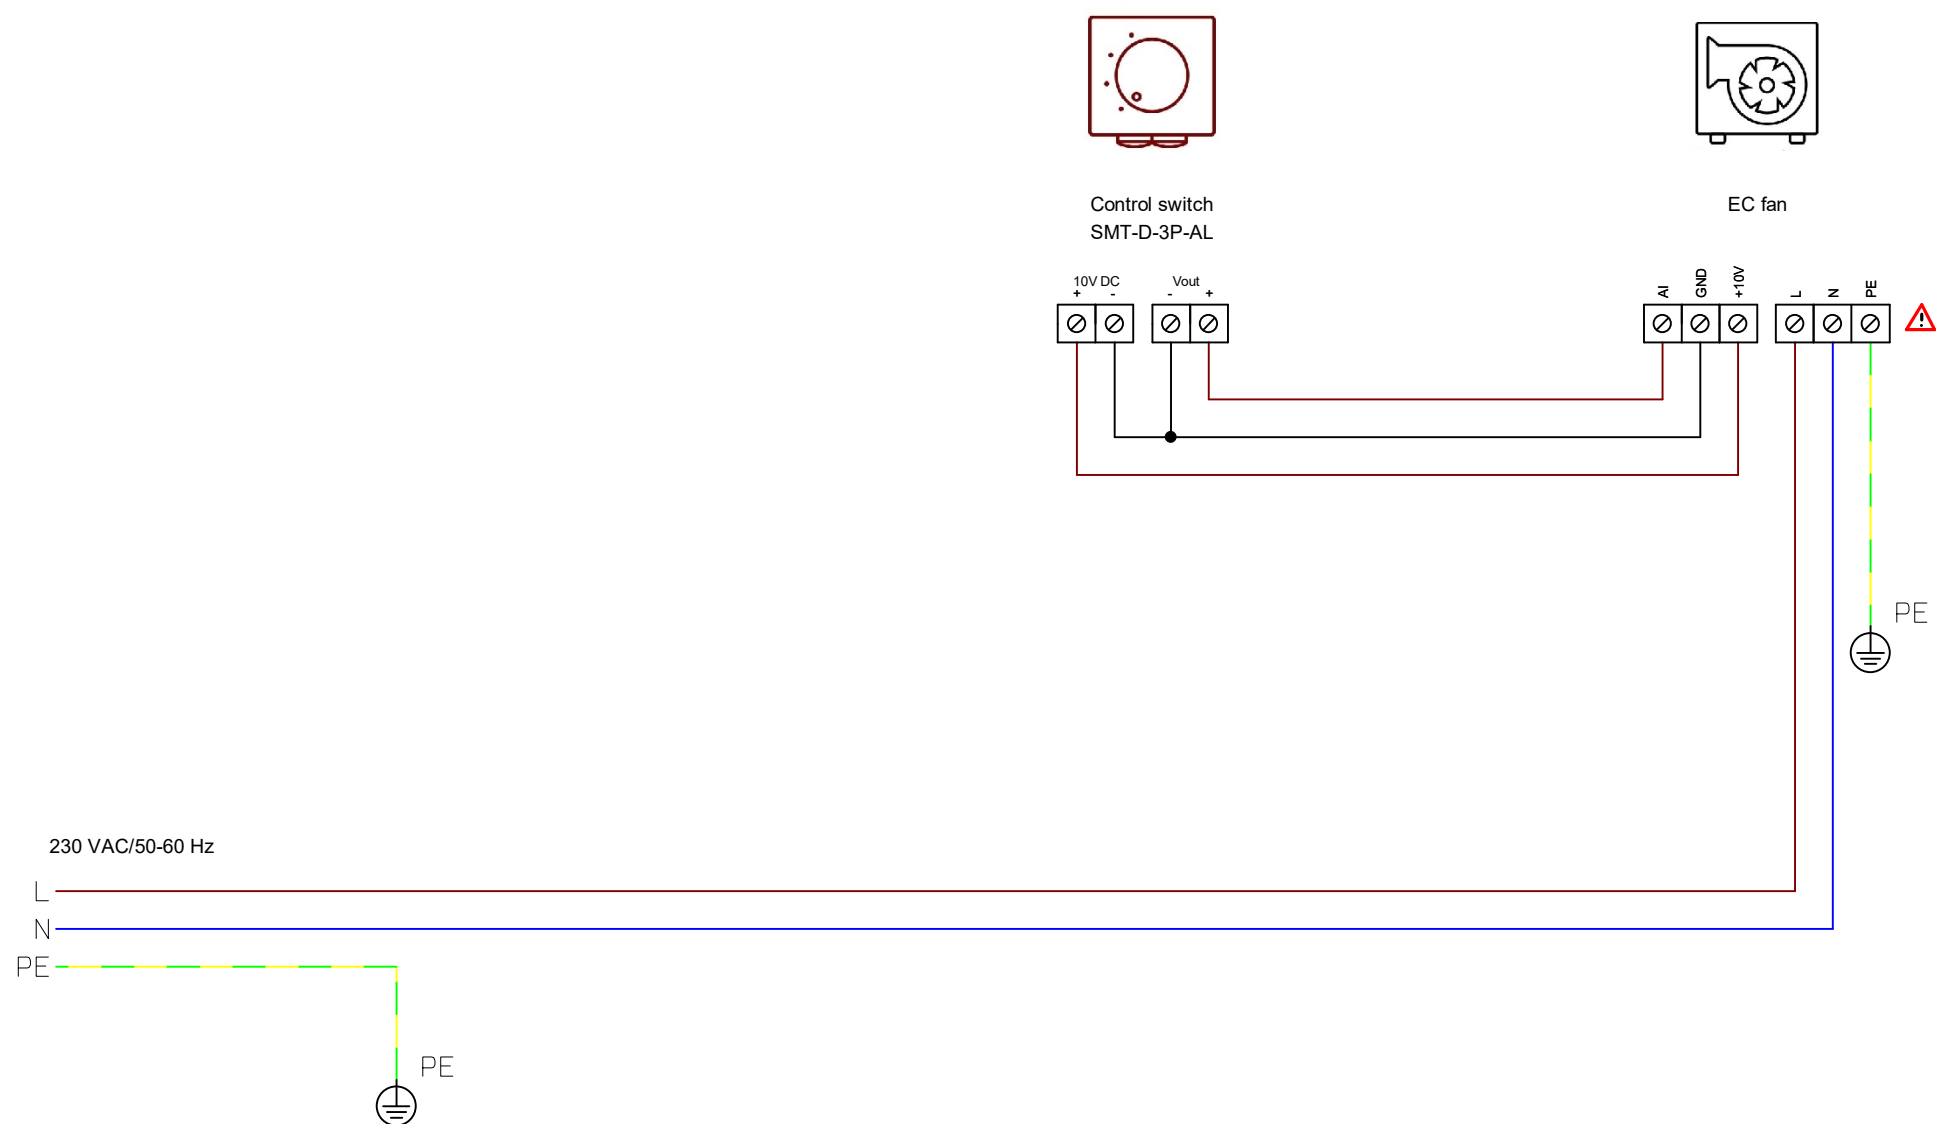 Control switch
SMT-D-3P-AL
EC fan
10V DC
+ -
Vout
- +
AI
GND
+10V
L
N
PE
PE
230 VAC/50-60 Hz
L
N
PE
PE